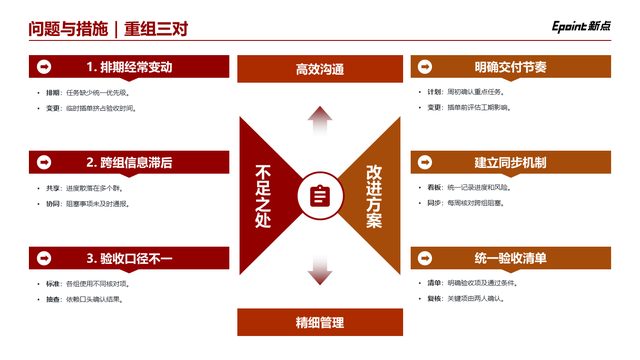 问题与措施｜重组三对
Epoint 新点
1. 排期经常变动
• 排期：任务缺少统一优先级。
• 变更：临时插单挤占验收时间。
2. 跨组信息滞后
• 共享：进度散落在多个群。
• 协同：阻塞事项未及时通报。
3. 验收口径不一
• 标准：各组使用不同核对项。
• 抽查：依赖口头确认结果。
高效沟通
不足之处
改进方案
精细管理
明确交付节奏
• 计划：周初确认重点任务。
• 变更：插单前评估工期影响。
建立同步机制
• 看板：统一记录进度和风险。
• 同步：每周核对跨组阻塞。
统一验收清单
• 清单：明确验收项及通过条件。
• 复核：关键项由两人确认。